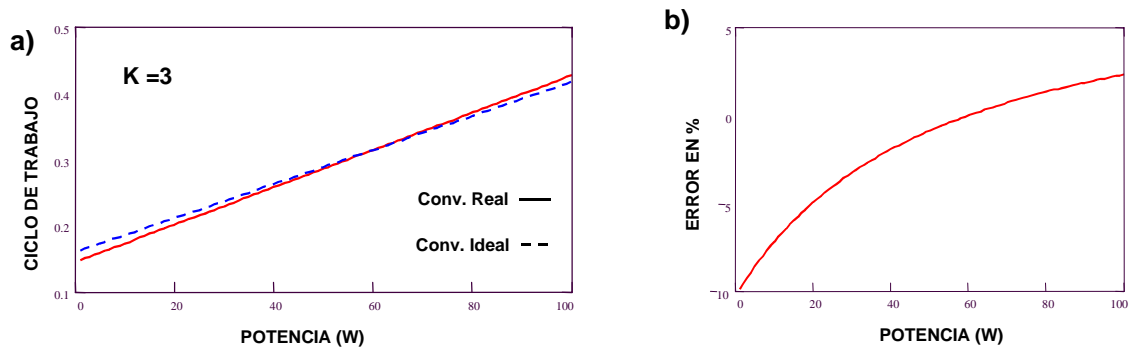 a)
K =3
CICLO DE TRABAJO
0.5
0.4
0.3
0.2
0.1
Conv. Real
Conv. Ideal
0
20
40
60
80
100
POTENCIA (W)
b)
ERROR EN %
5
0
−5
−10
0
20
40
60
80
100
POTENCIA (W)